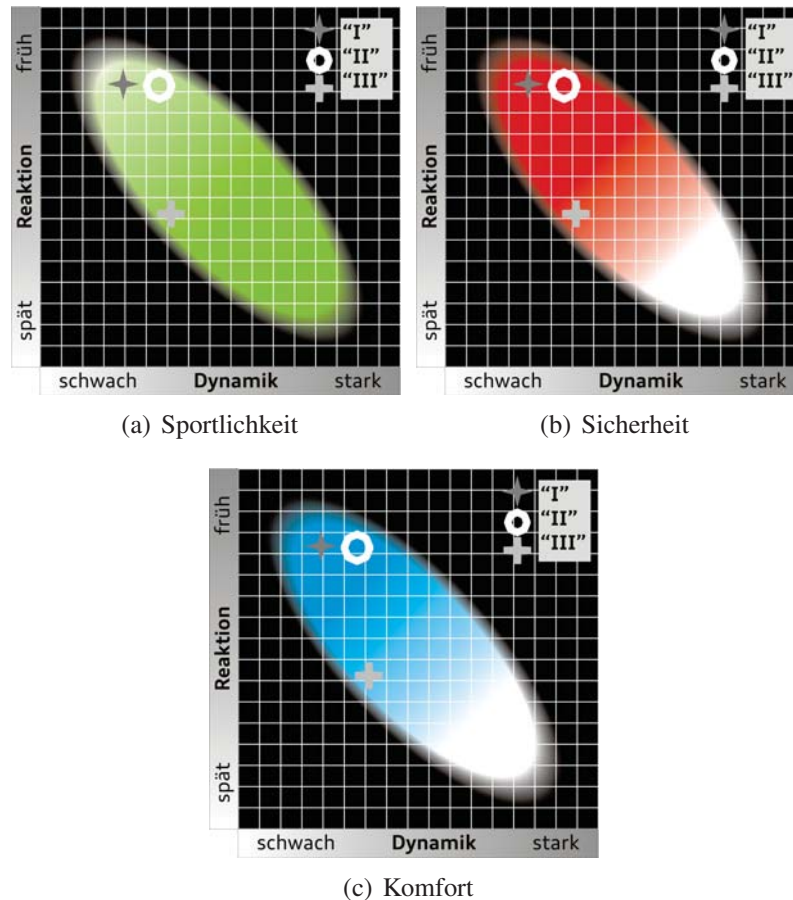 “I”
“II”
“III”
früh
Reaktion
spät
schwach Dynamik stark
(a) Sportlichkeit
“I”
“II”
“III”
früh
Reaktion
spät
schwach Dynamik stark
(b) Sicherheit
“I”
“II”
“III”
früh
Reaktion
spät
schwach Dynamik stark
(c) Komfort